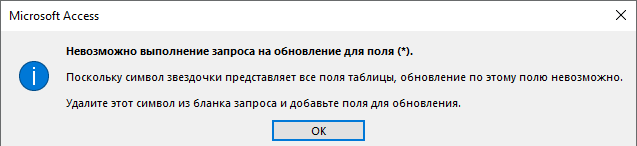 Microsoft Access
Невозможно выполнение запроса на обновление для поля (*).
Поскольку символ звездочки представляет все поля таблицы, обновление по этому полю невозможно.
Удалите этот символ из бланка запроса и добавьте поля для обновления.
ОК